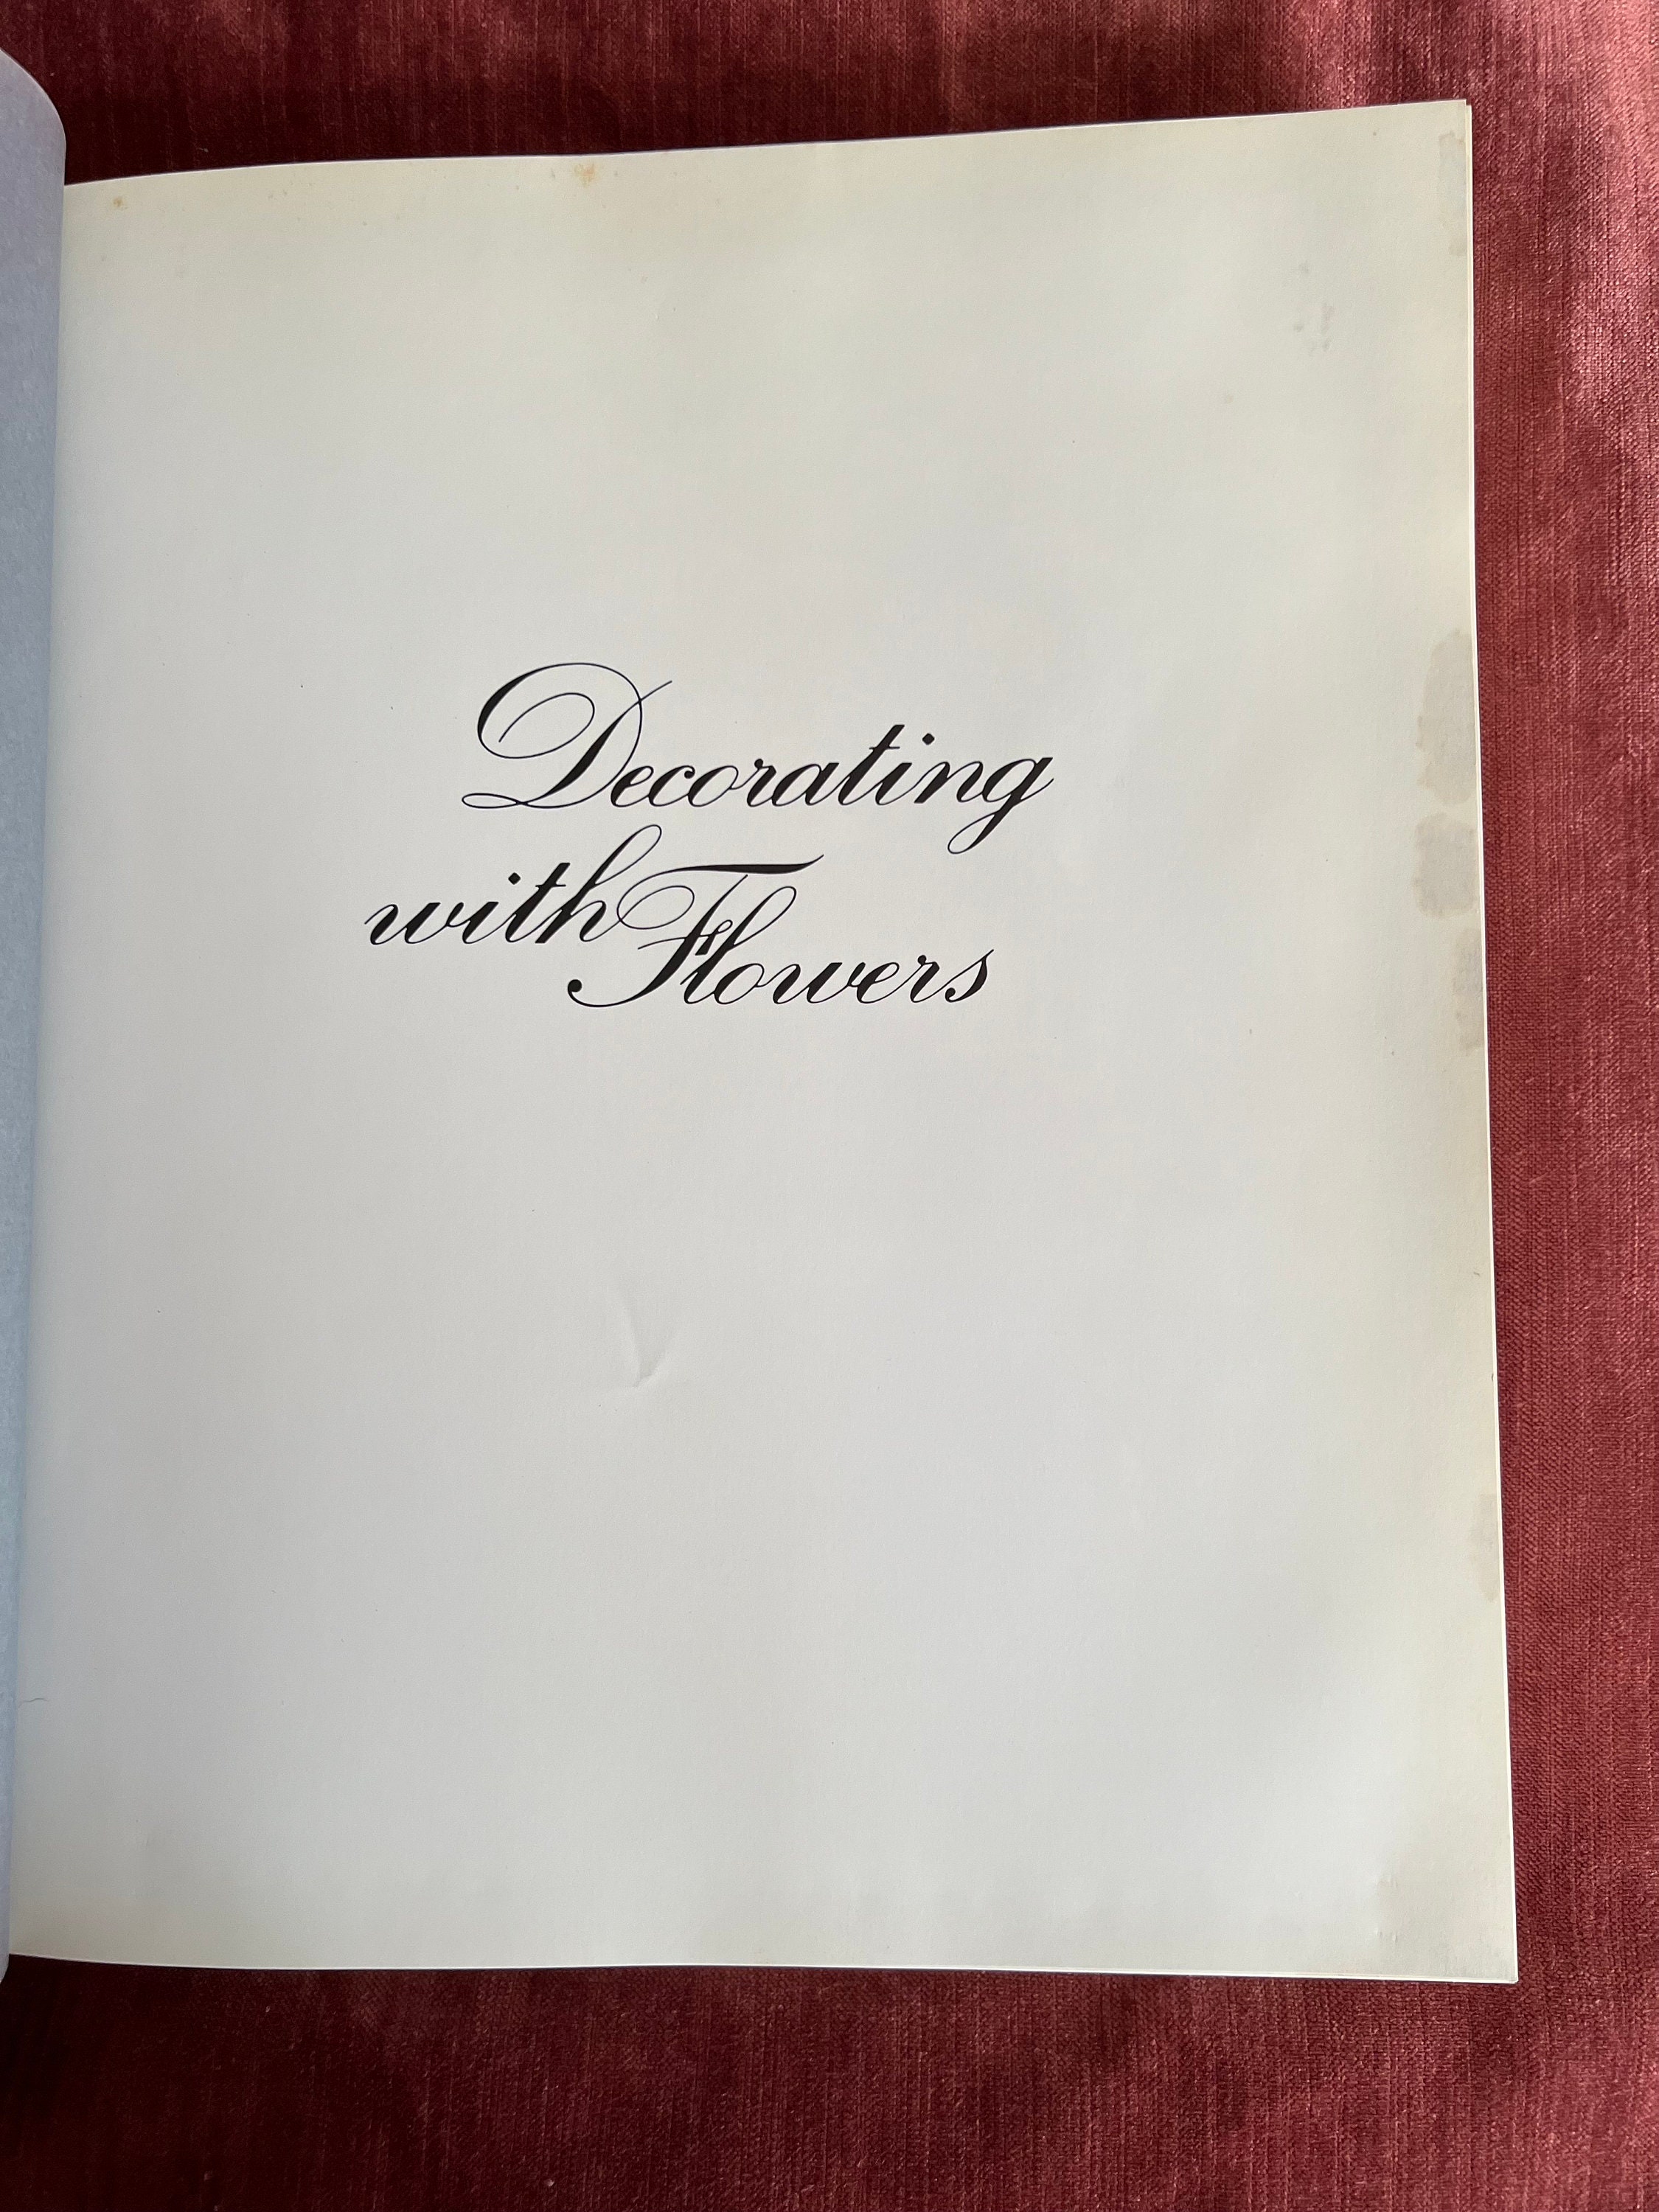 Decorating
with Flowers